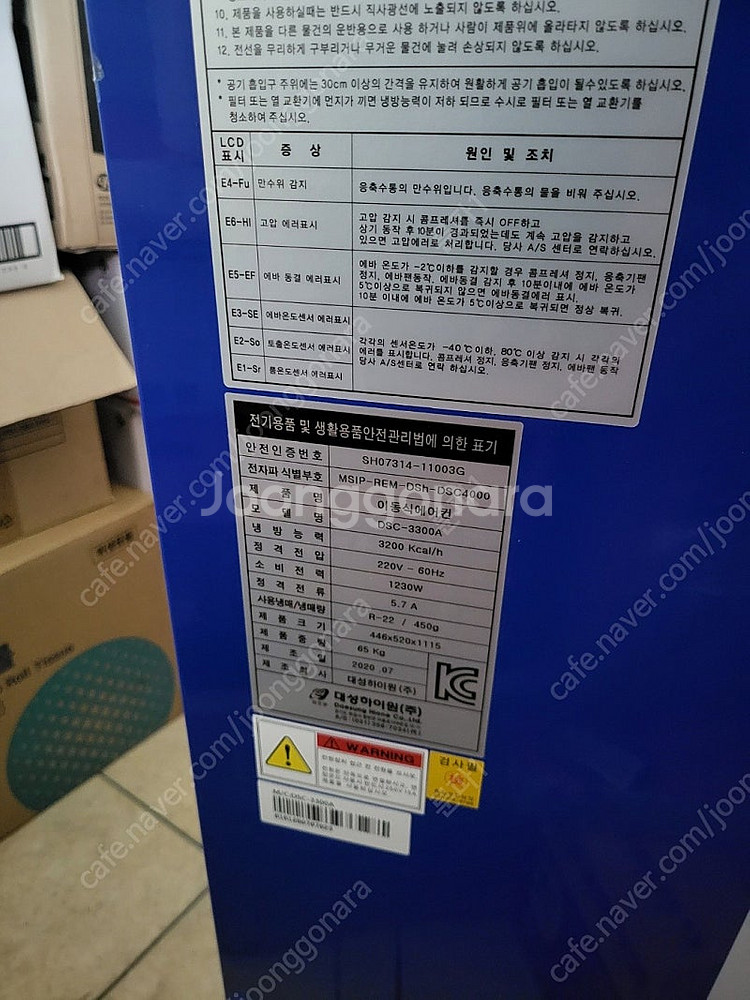 10. 제품을 사용하실때는 반드시 직사광선에 노출되지 않도록 하십시오.
11. 본 제품을 다른 물건의 운반용으로 사용 하거나 사람이 제품위에 올라타지 않도록 하십시오.
12. 전선을 무리하게 구부리거나 무거운 물건에 눌려 손상되지 않도록 하십시오.
* 공기 흡입구 주위에는 30cm 이상의 간격을 유지하여 원활하게 공기 흡입이 될수있도록 하십시오.
* 필터 또는 열 교환기에 먼지가 끼면 냉방능력이 저하 되므로 수시로 필터 또는 열 교환기를
청소하여 주십시오.
LCD 표시 증 상 원인 및 조치
E4-Fu 만수위 감지 응축수통의 만수위입니다. 응축수통의 물을 비워 주십시오.
E6-HI 고압 에러표시 고압 감지 시 콤프레셔를 즉시 OFF하고
상기 동작 후 10분이 경과되었는데도 계속 고압을 감지하고
있으면 고압에러로 처리합니다. 당사 A/S 센터로 연락하십시오.
E5-EF 에바 동결 에러표시 에바 온도가 -2℃이하를 감지할 경우 콤프레셔 정지, 응축기팬
정지, 에바팬동작, 에바동결 감지 후 10분이내에 에바 온도가
5℃이상으로 복귀되지 않으면 에바동결에러 표시.
10분 이내에 에바 온도가 5℃이상으로 복귀되면 정상 복귀.
E3-SE 에바온도센서 에러표시
E2-So 토출온도센서 에러표시 각각의 센서온도가 -40℃이하, 80℃이상 감지 시 각각의
에러를 표시합니다. 콤프레셔 정지, 응축기팬 정지, 에바팬 동작
당사 A/S센터로 연락 하십시오.
E1-Sr 룸온도센서 에러표시
전기용품 및 생활용품안전관리법에 의한 표기
안전인증번호 SH07314-11003G
전자파 식별부호 MSIP-REM-DSh-DSC4000
제 품 명 이동식에어컨
모 델 명 DSC-3300A
냉 방 능 력 3200 Kcal/h
정 격 전 압 220V - 60Hz
소 비 전 력 1230W
정 격 전 류 5.7 A
사용냉매/냉매량 R-22 / 450g
제 품 크 기 446x520x1115
제 품 중 량 65 Kg
제 조 일 2020 .07
제 조 회 사 대성하이원(주)
대성하이원(주)
Daesung Hione Co.,Ltd.
WARNING
검사필
Joonggonara
cafe.naver.com/joonggonara